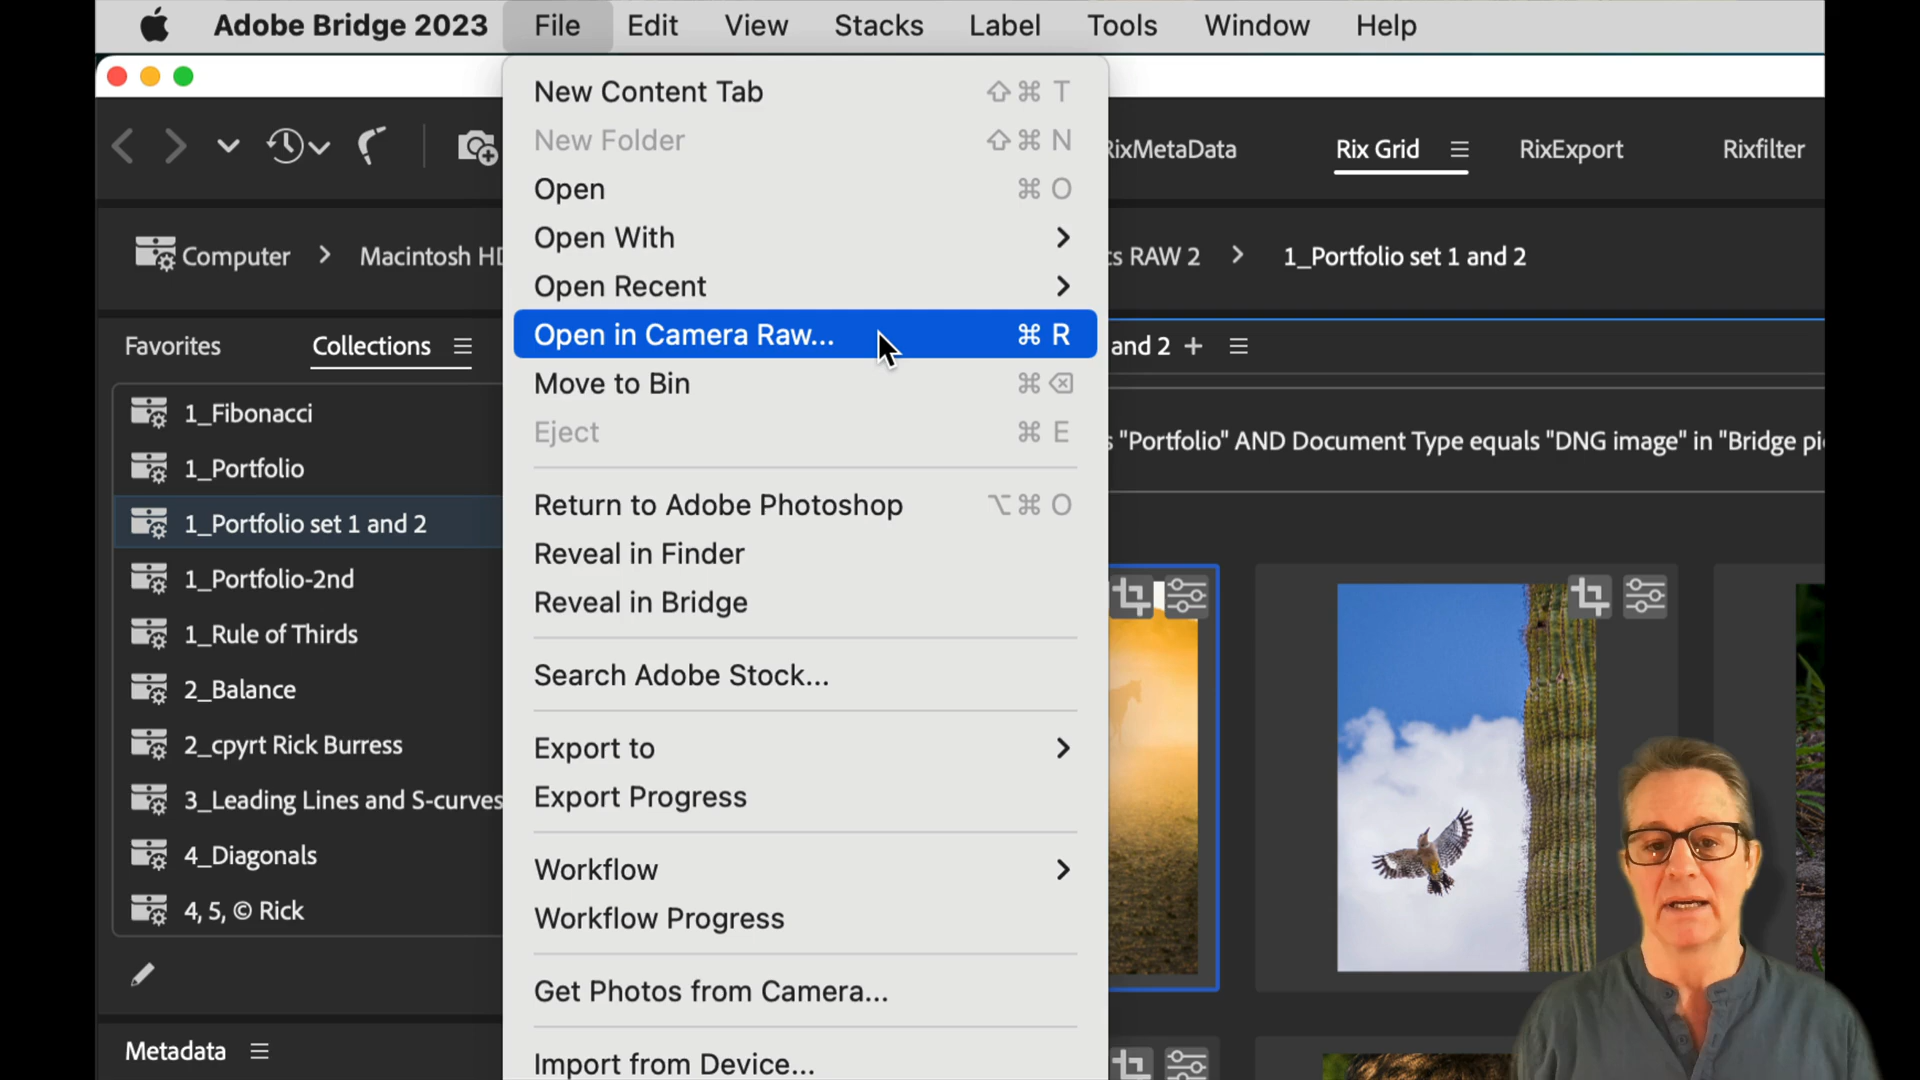 Adobe Bridge 2023 File Edit View Stacks Label Tools Window Help
New Content Tab ⇧⌘ T
New Folder ⇧⌘ N
Open ⌘ O
Open With
Open Recent
Open in Camera Raw... ⌘ R
Move to Bin ⌘⌫
Eject ⌘ E
Return to Adobe Photoshop ⌥⌘ O
Reveal in Finder
Reveal in Bridge
Search Adobe Stock...
Export to
Export Progress
Workflow
Workflow Progress
Get Photos from Camera...
Import from Device...
RixMetaData Rix Grid RixExport Rixfilter
Computer > Macintosh HD
RAW 2 > 1_Portfolio set 1 and 2
Favorites Collections
and 2 +
"Portfolio" AND Document Type equals "DNG image" in "Bridge
1_Fibonacci
1_Portfolio
1_Portfolio set 1 and 2
1_Portfolio-2nd
1_Rule of Thirds
2_Balance
2_cpyrt Rick Burress
3_Leading Lines and S-curves
4_Diagonals
4, 5, © Rick
Metadata